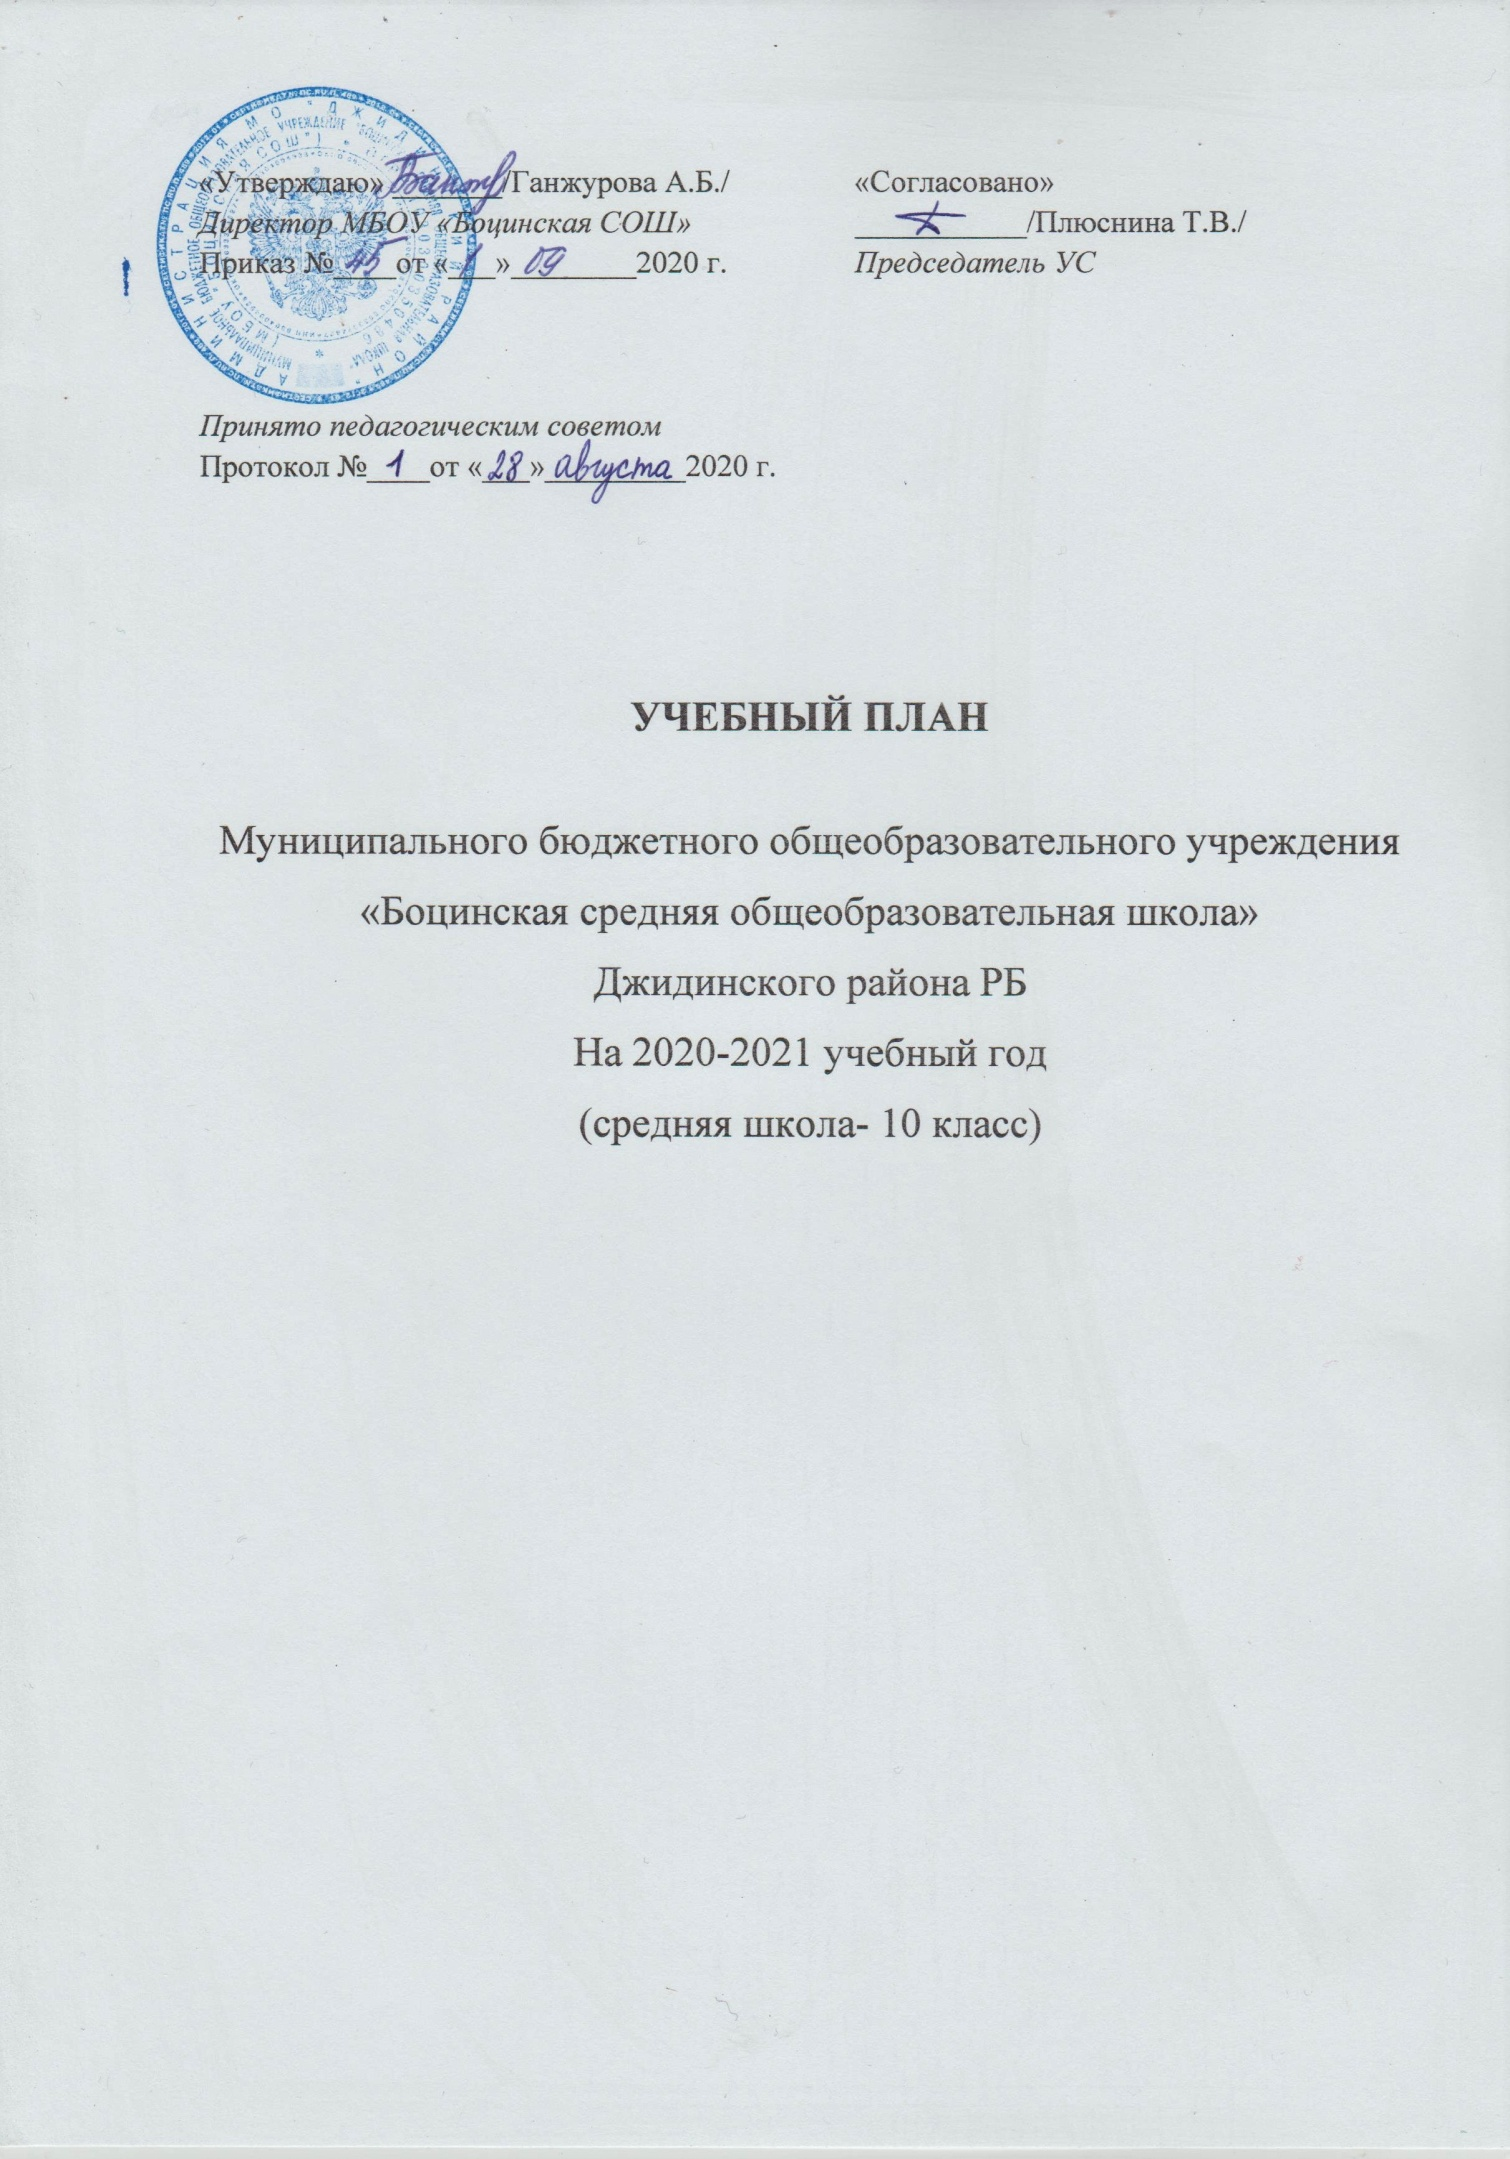 «Утверждаю» ________/Ганжурова А.Б./
Директор МБОУ «Боцинская СОШ»
Приказ № 45 от « 1 » 09 2020 г.
«Согласовано»
___________/Плюснина Т.В./
Председатель УС
Принято педагогическим советом
Протокол № 1 от « 28 » августа 2020 г.
УЧЕБНЫЙ ПЛАН
Муниципального бюджетного общеобразовательного учреждения
«Боцинская средняя общеобразовательная школа»
Джидинского района РБ
На 2020-2021 учебный год
(средняя школа- 10 класс)